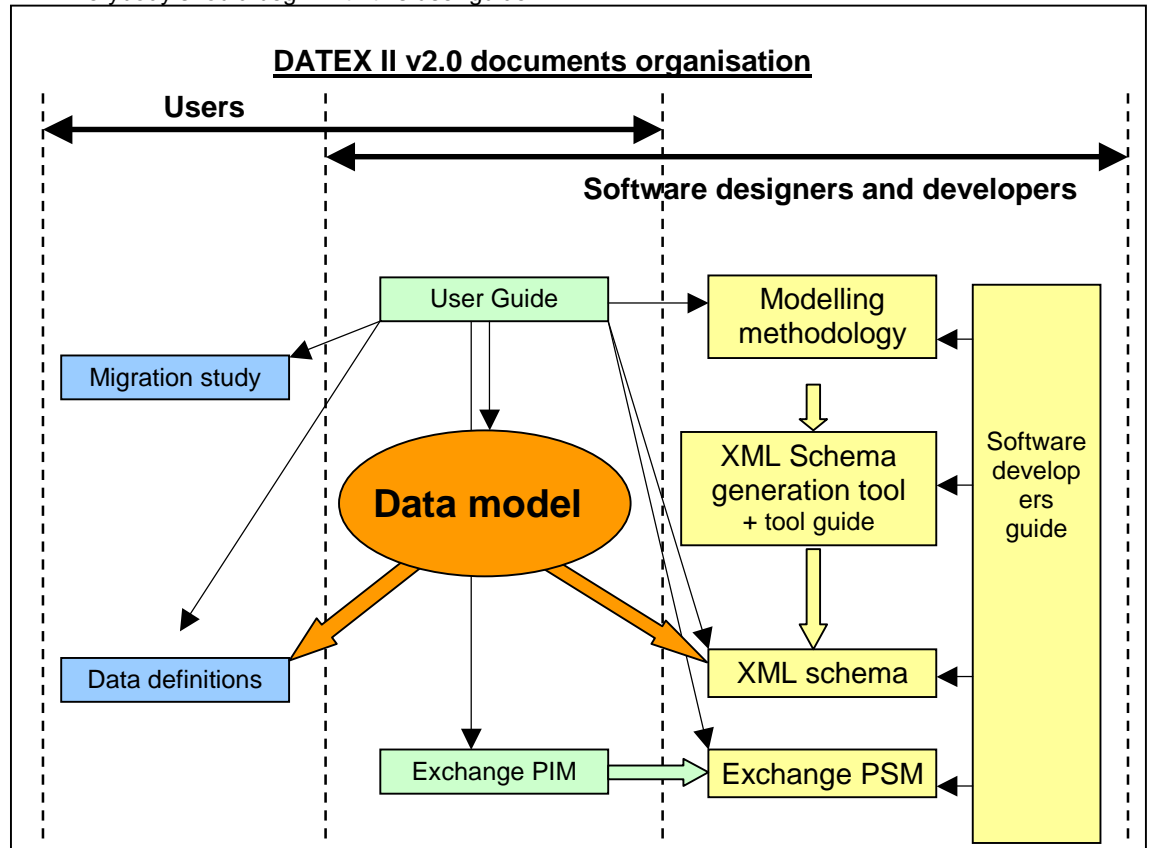 DATEX II v2.0 documents organisation
Users
Software designers and developers
User Guide
Modelling
methodology
Migration study
Software
develop
ers
guide
XML Schema
generation tool
+ tool guide
Data model
Data definitions
XML schema
Exchange PIM
Exchange PSM